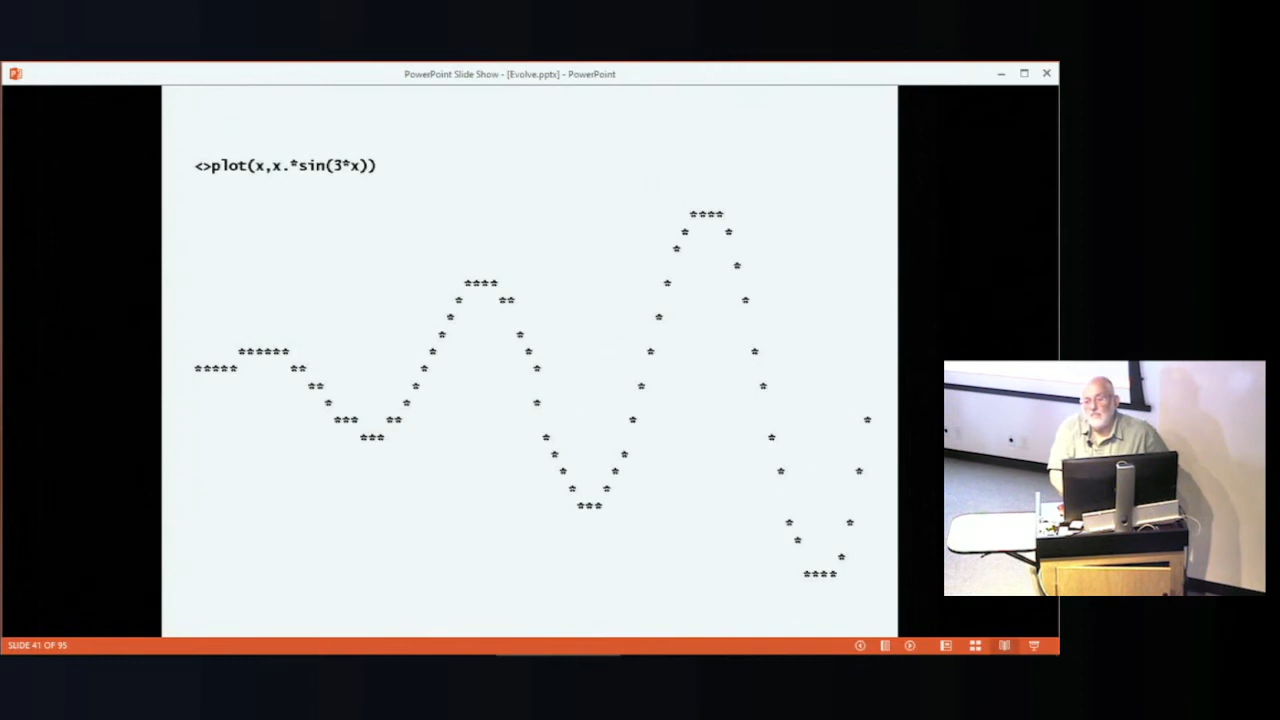 PowerPoint Slide Show - [Evolve.pptx] - PowerPoint
<>plot(x,x.*sin(3*x))
SLIDE 41 OF 95